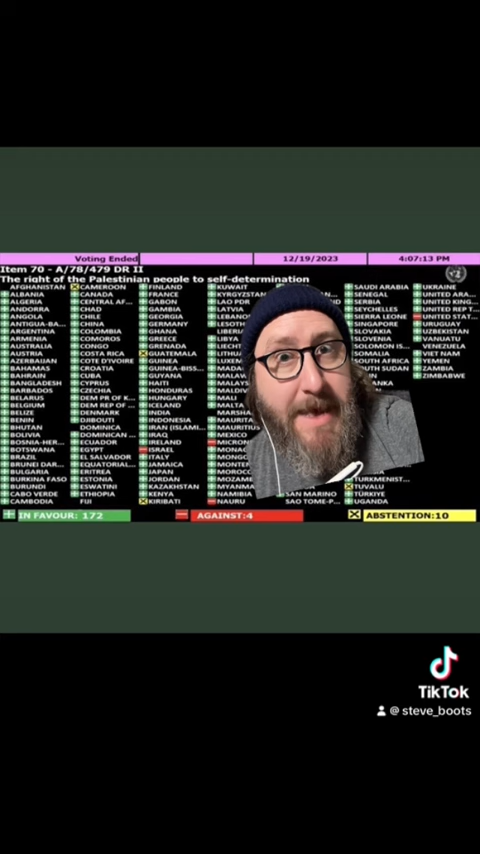 Voting Ended 12/19/2023 4:07:13 PM
Item 70 - A/78/479 DR II
The right of the Palestinian people to self-determination
AFGHANISTAN
ALBANIA
ALGERIA
ANDORRA
ANGOLA
ANTIGUA-BA...
ARGENTINA
ARMENIA
AUSTRALIA
AUSTRIA
AZERBAIJAN
BAHAMAS
BAHRAIN
BANGLADESH
BARBADOS
BELARUS
BELGIUM
BELIZE
BENIN
BHUTAN
BOLIVIA
BOSNIA-HER...
BOTSWANA
BRAZIL
BRUNEI DAR...
BULGARIA
BURKINA FASO
BURUNDI
CABO VERDE
CAMBODIA
CAMEROON
CANADA
CENTRAL AF...
CHAD
CHILE
CHINA
COLOMBIA
COMOROS
CONGO
COSTA RICA
COTE D'IVOIRE
CROATIA
CUBA
CYPRUS
CZECHIA
DEM PR OF K...
DEM REP OF ...
DENMARK
DJIBOUTI
DOMINICA
DOMINICAN ...
ECUADOR
EGYPT
EL SALVADOR
EQUATORIAL...
ERITREA
ESTONIA
ESWATINI
ETHIOPIA
FIJI
FINLAND
FRANCE
GABON
GAMBIA
GEORGIA
GERMANY
GHANA
GREECE
GRENADA
GUATEMALA
GUINEA
GUINEA-BISS...
GUYANA
HAITI
HONDURAS
HUNGARY
ICELAND
INDIA
INDONESIA
IRAN (ISLAMI...
IRAQ
IRELAND
ISRAEL
ITALY
JAMAICA
JAPAN
JORDAN
KAZAKHSTAN
KENYA
KIRIBATI
KUWAIT
KYRGYZSTAN
LAO PDR
LATVIA
LEBANO
LESOTH
LIBERIA
LIBYA
LIECHT
LITHU
LUXEM
MADA
MALAW
MALAYS
MALDIV
MALI
MALTA
MARSHA
MAURIT
MAURITIUS
MEXICO
MICRON
MONAC
MONGO
MONTEN
MOROCC
MOZAMB
MYANMA
NAMIBIA
NAURU
SAN MARINO
SAO TOME-P...
SAUDI ARABIA
SENEGAL
SERBIA
SEYCHELLES
SIERRA LEONE
SINGAPORE
SLOVAKIA
SLOVENIA
SOLOMON IS...
SOMALIA
SOUTH AFRICA
SOUTH SUDAN
ANKA
TURKMENIST...
TUVALU
TÜRKIYE
UGANDA
UKRAINE
UNITED ARA...
UNITED KING...
UNITED REP T...
UNITED STAT...
URUGUAY
UZBEKISTAN
VANUATU
VENEZUELA
VIET NAM
YEMEN
ZAMBIA
ZIMBABWE
IN FAVOUR: 172 AGAINST:4 ABSTENTION:10
TikTok
@ steve_boots